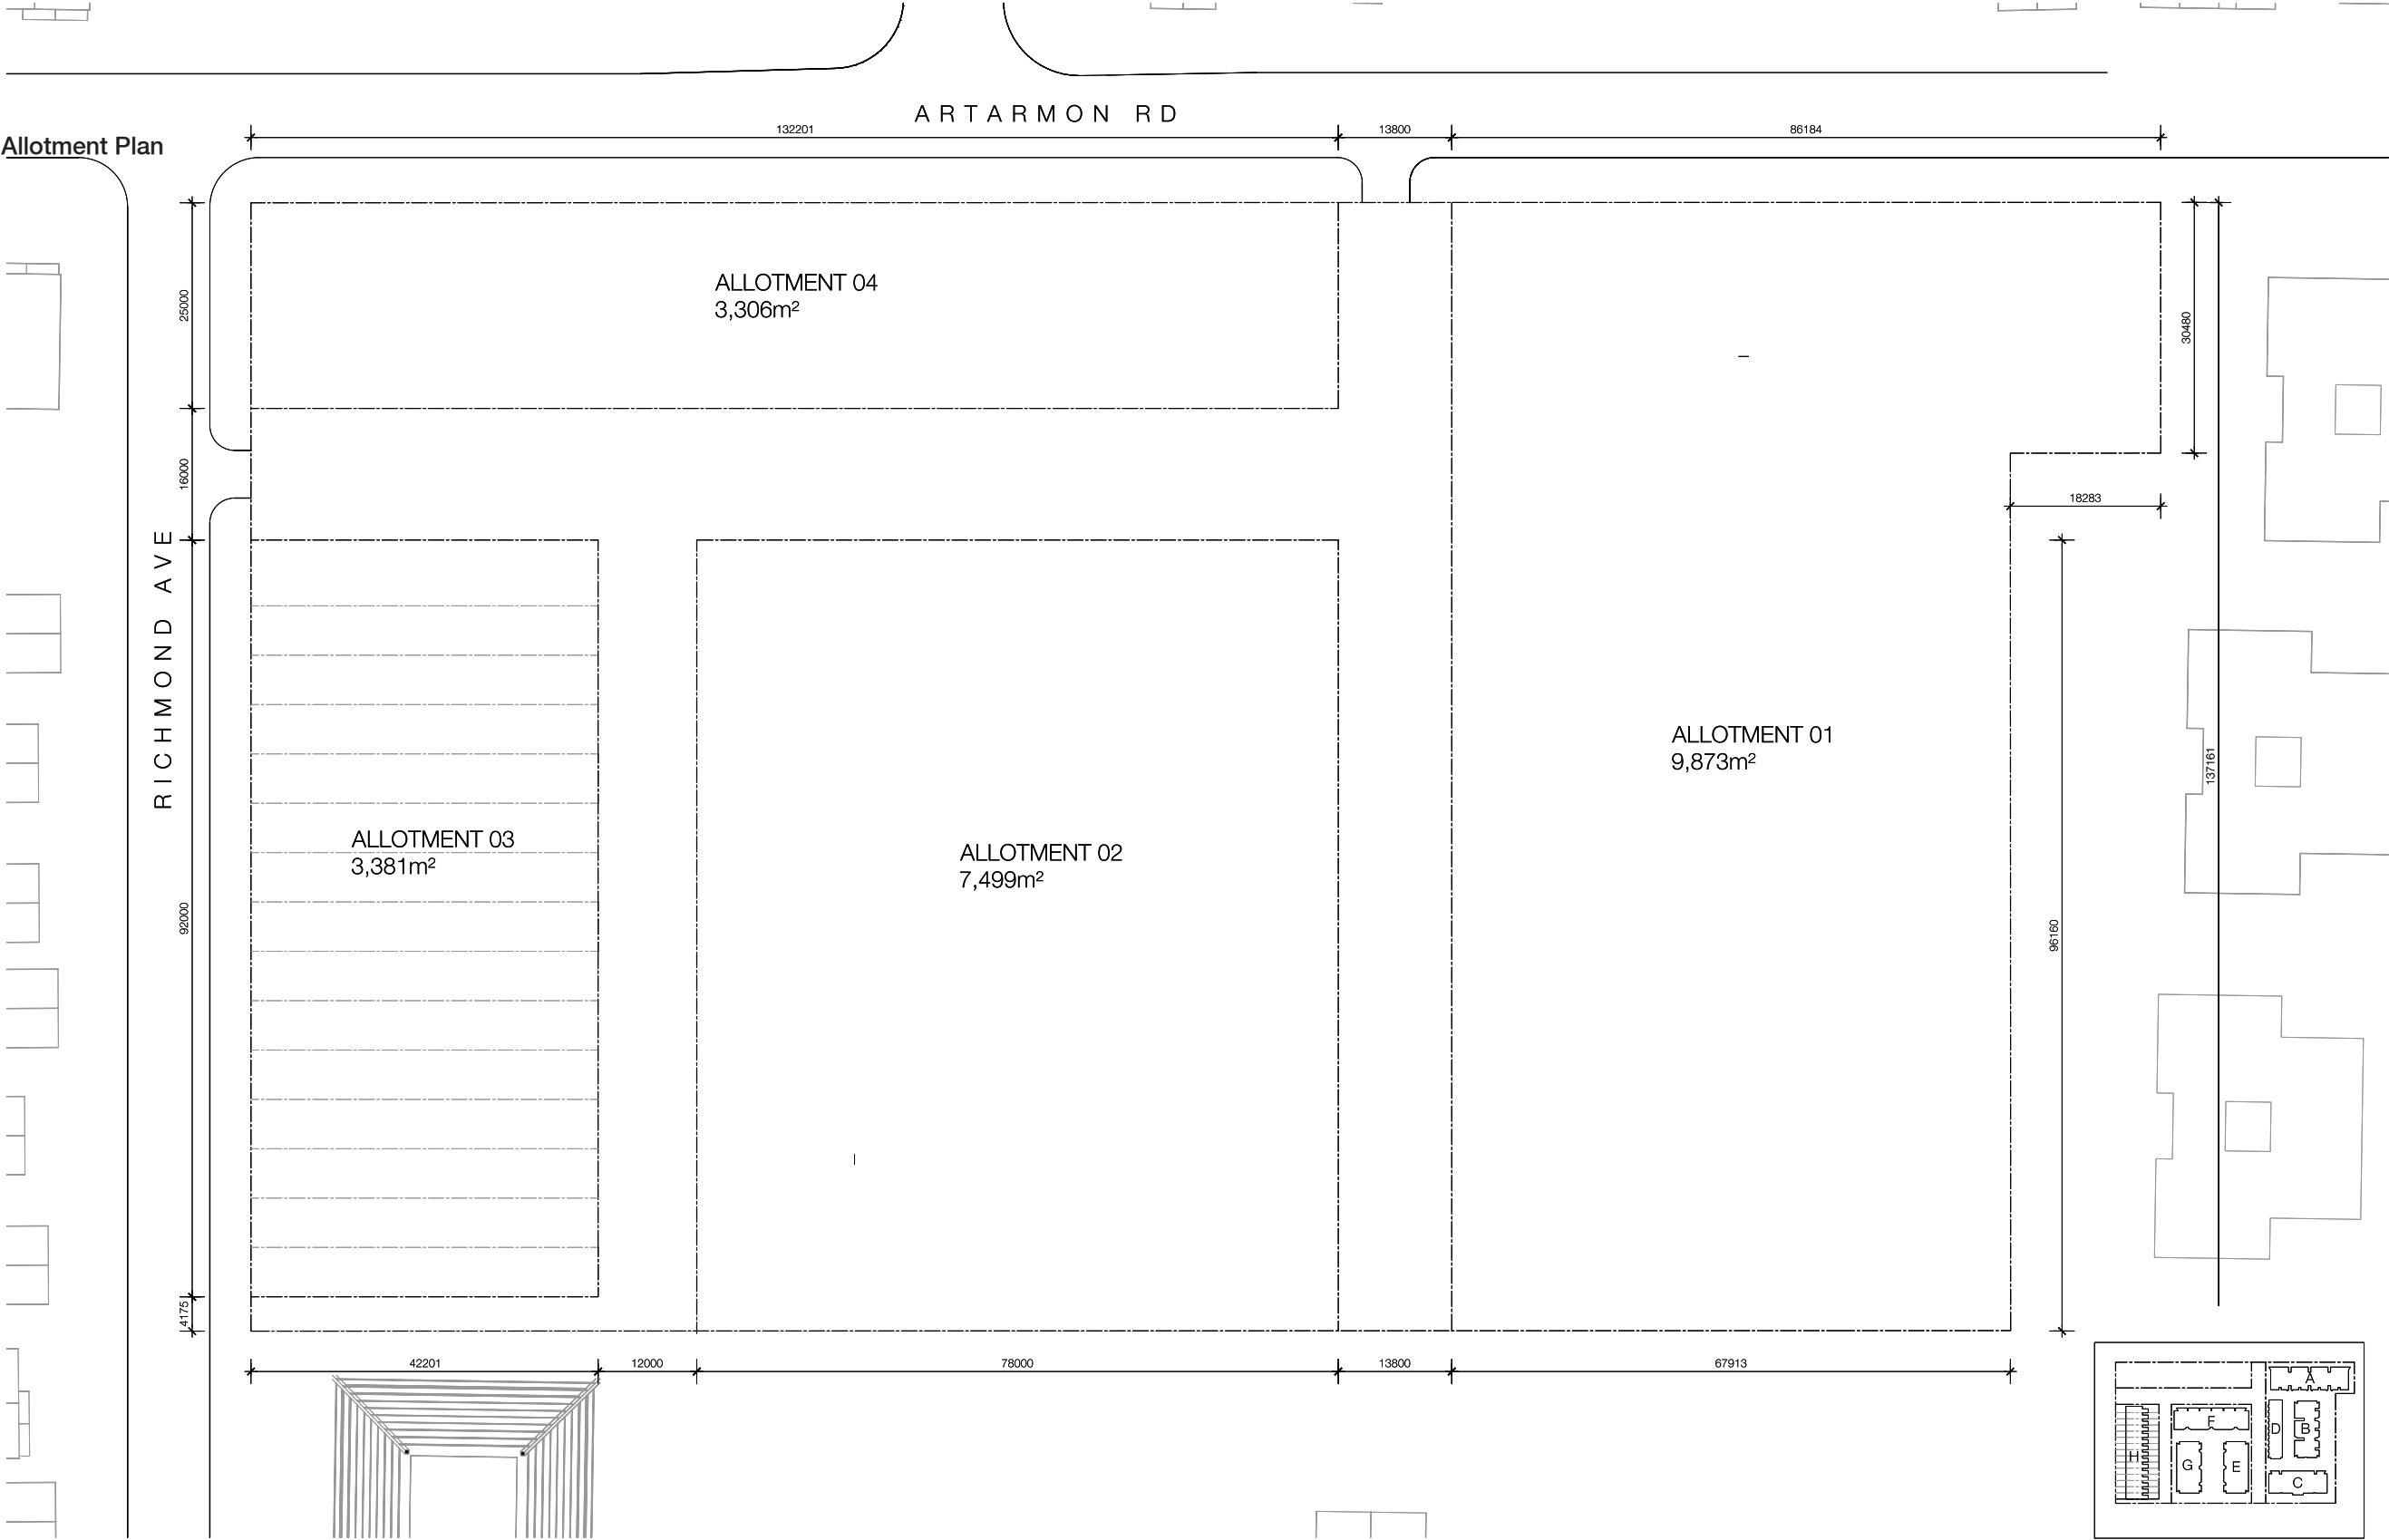 ARTARMON RD
132201
13800
86184
Allotment Plan
25000
ALLOTMENT 04
3,306m²
30480
16000
18283
RICHMOND AVE
ALLOTMENT 01
9,873m²
137161
ALLOTMENT 03
3,381m²
ALLOTMENT 02
7,499m²
92000
96160
4175
42201
12000
78000
13800
67913
A
F
D
B
H
G
E
C